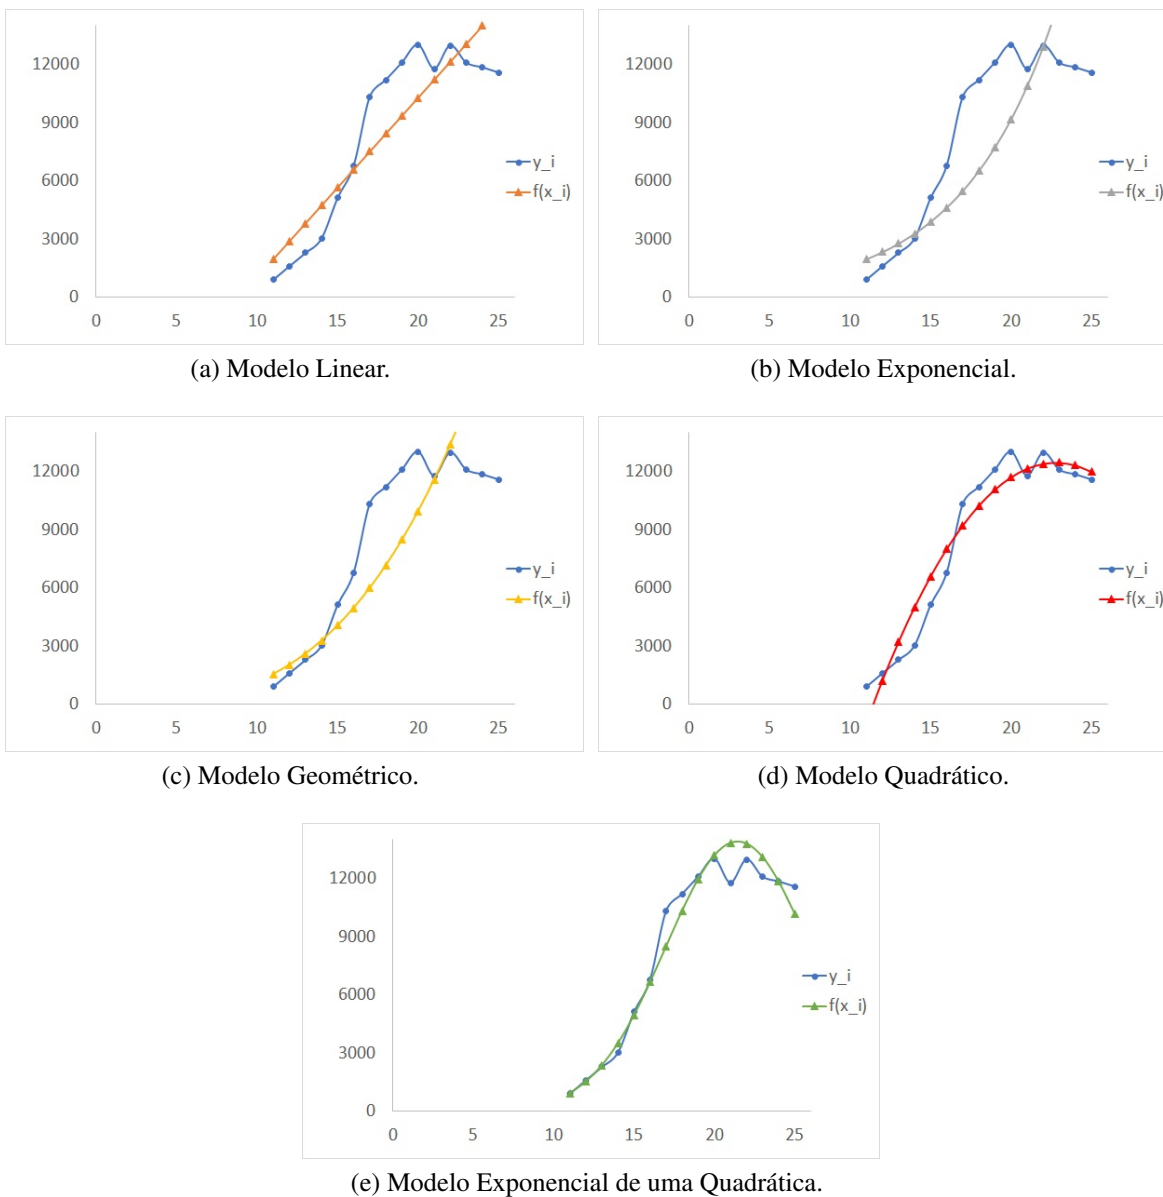 12000
9000
6000
3000
0
0 5 10 15 20 25
y_i
f(x_i)
(a) Modelo Linear.
12000
9000
6000
3000
0
0 5 10 15 20 25
y_i
f(x_i)
(b) Modelo Exponencial.
12000
9000
6000
3000
0
0 5 10 15 20 25
y_i
f(x_i)
(c) Modelo Geométrico.
12000
9000
6000
3000
0
0 5 10 15 20 25
y_i
f(x_i)
(d) Modelo Quadrático.
12000
9000
6000
3000
0
0 5 10 15 20 25
y_i
f(x_i)
(e) Modelo Exponencial de uma Quadrática.